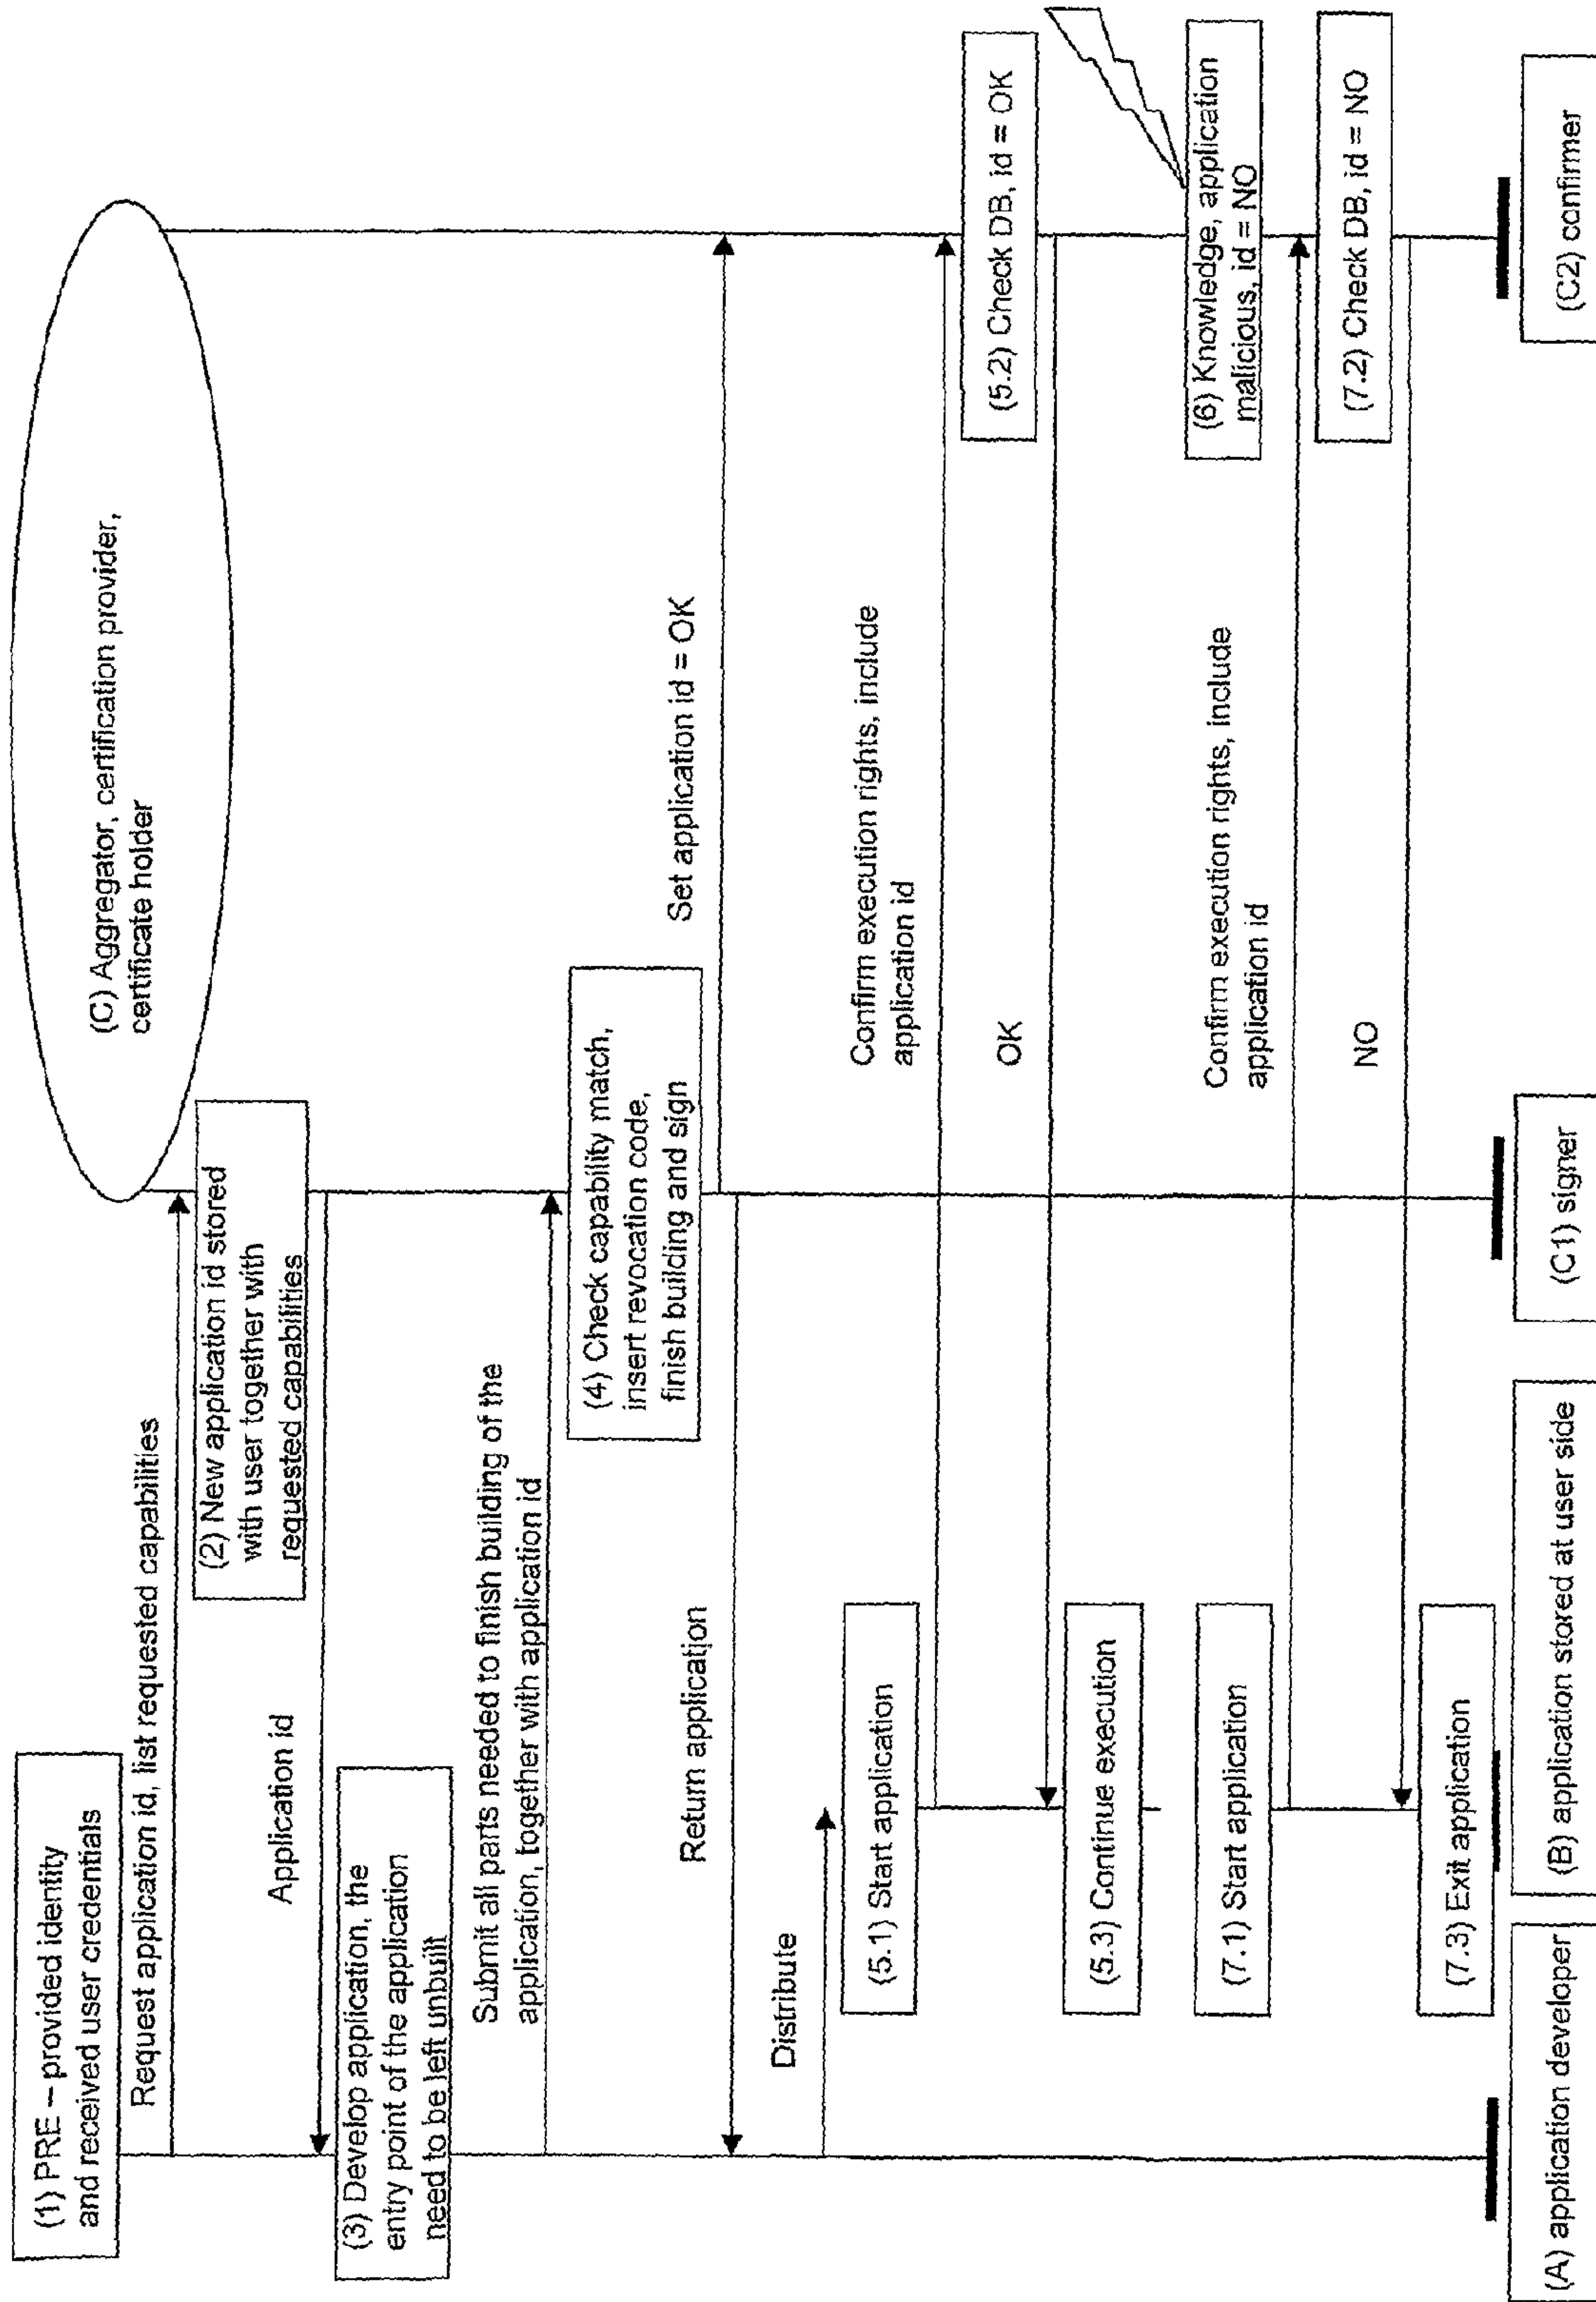 (1) PRE – provided identity
and received user credentials
(C) Aggregator, certification provider,
certificate holder
Request application id, list requested capabilities
(2) New application id stored
with user together with
requested capabilities
Application id
(3) Develop application, the
entry point of the application
need to be left unbuilt
Submit all parts needed to finish building of the
application, together with application id
(4) Check capability match,
insert revocation code,
finish building and sign
Set application id = OK
Return application
Distribute
(5.1) Start application
Confirm execution rights, include
application id
(5.2) Check DB, id = OK
OK
(5.3) Continue execution
(6) Knowledge, application
malicious, id = NO
(7.1) Start application
Confirm execution rights, include
application id
(7.2) Check DB, id = NO
NO
(7.3) Exit application
(A) application developer
(B) application stored at user side
(C1) signer
(C2) confirmer